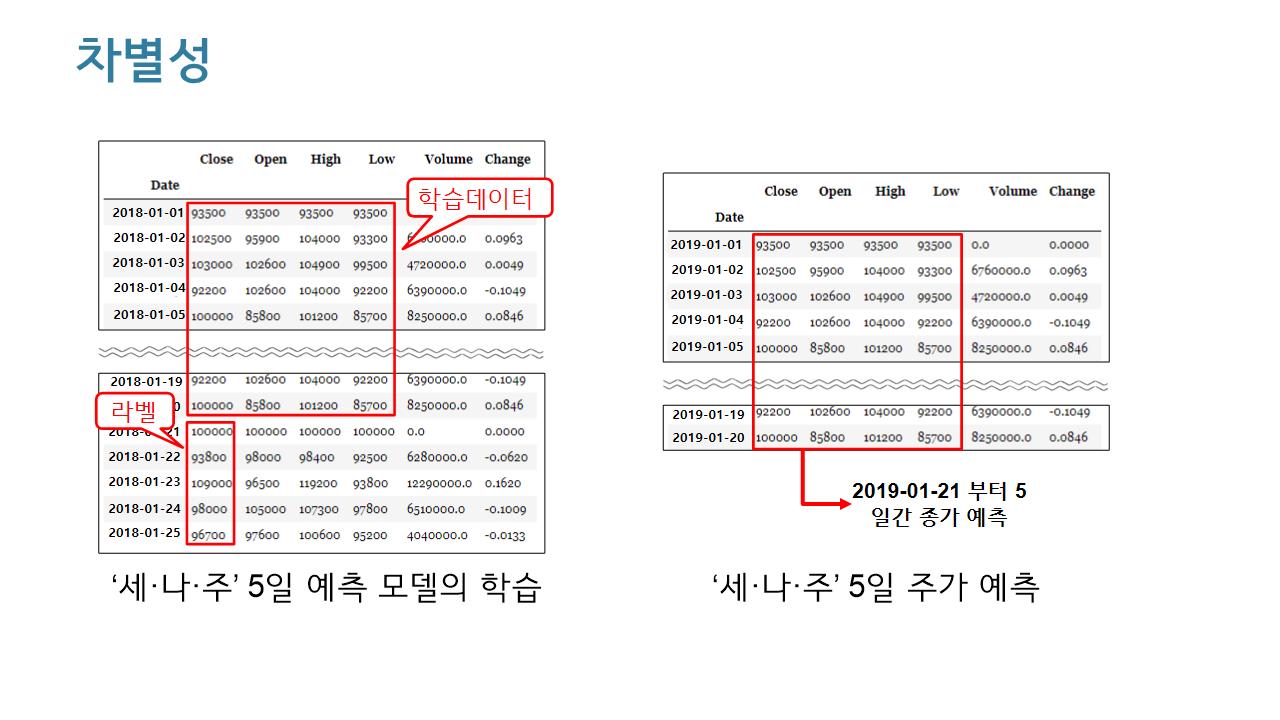 차별성
Close Open High Low Volume Change
Date
2018-01-01 93500 93500 93500 93500
학습데이터
2018-01-02 102500 95900 104000 93300 0.0963
2018-01-03 103000 102600 104900 99500 4720000.0 0.0049
2018-01-04 92200 102600 104000 92200 6390000.0 -0.1049
2018-01-05 100000 85800 101200 85700 8250000.0 0.0846
2018-01-19 92200 102600 104000 92200 6390000.0 -0.1049
라벨
100000 85800 101200 85700 8250000.0 0.0846
100000 100000 100000 100000 0.0 0.0000
2018-01-22 93800 98000 98400 92500 6280000.0 -0.0620
2018-01-23 109000 96500 119200 93800 12290000.0 0.1620
2018-01-24 98000 105000 107300 97800 6510000.0 -0.1009
2018-01-25 96700 97600 100600 95200 4040000.0 -0.0133
‘세·나·주’ 5일 예측 모델의 학습
Close Open High Low Volume Change
Date
2019-01-01 93500 93500 93500 93500 0.0 0.0000
2019-01-02 102500 95900 104000 93300 6760000.0 0.0963
2019-01-03 103000 102600 104900 99500 4720000.0 0.0049
2019-01-04 92200 102600 104000 92200 6390000.0 -0.1049
2019-01-05 100000 85800 101200 85700 8250000.0 0.0846
2019-01-19 92200 102600 104000 92200 6390000.0 -0.1049
2019-01-20 100000 85800 101200 85700 8250000.0 0.0846
2019-01-21 부터 5
일간 종가 예측
‘세·나·주’ 5일 주가 예측